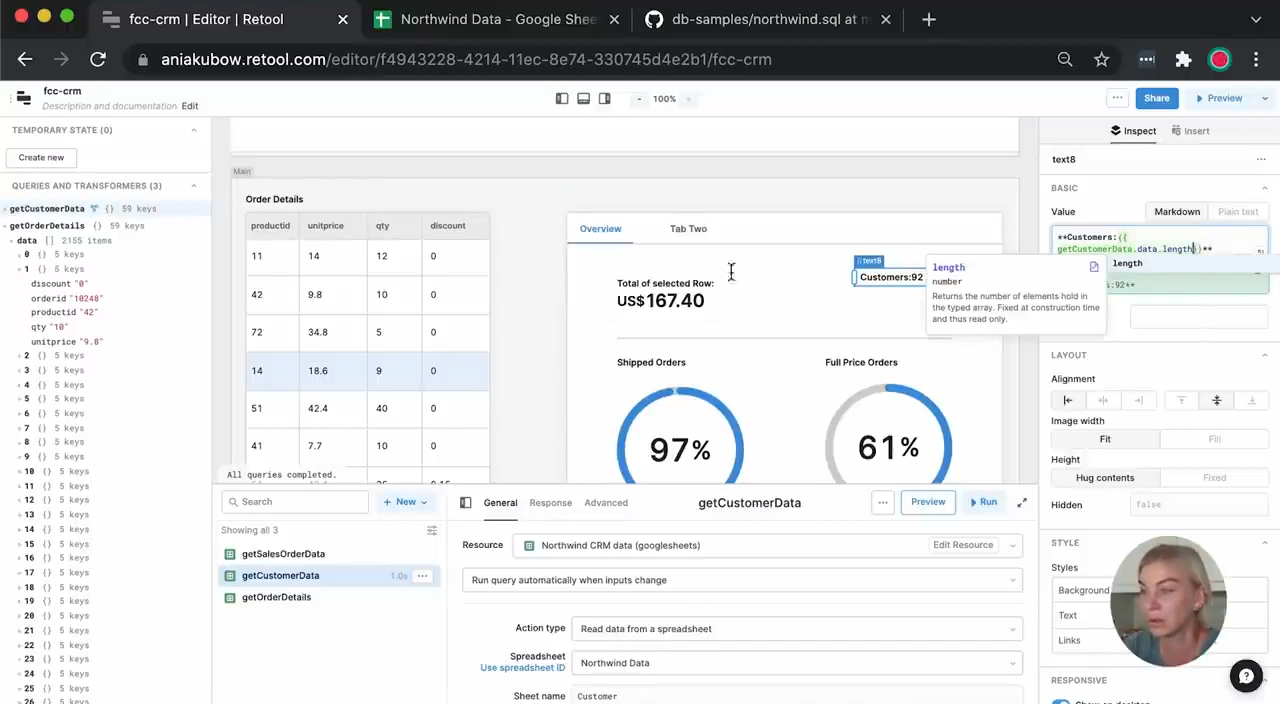 fcc-crm | Editor | Retool
Northwind Data - Google Shee
db-samples/northwind.sql at m
aniakubow.retool.com/editor/f4943228-4214-11ec-8e74-330745d4e2b1/fcc-crm
fcc-crm
Description and documentation. Edit
- 100% +
Share
Preview
TEMPORARY STATE (0)
Create new
QUERIES AND TRANSFORMERS (3)
getCustomerData {} 59 keys
getOrderDetails {} 59 keys
data [] 2155 items
0 {} 5 keys
1 {} 5 keys
discount "0"
orderid "10248"
productid "42"
qty "10"
unitprice "9.8"
2 {} 5 keys
3 {} 5 keys
4 {} 5 keys
5 {} 5 keys
6 {} 5 keys
7 {} 5 keys
8 {} 5 keys
9 {} 5 keys
10 {} 5 keys
11 {} 5 keys
12 {} 5 keys
13 {} 5 keys
14 {} 5 keys
15 {} 5 keys
16 {} 5 keys
17 {} 5 keys
18 {} 5 keys
19 {} 5 keys
20 {} 5 keys
21 {} 5 keys
22 {} 5 keys
23 {} 5 keys
24 {} 5 keys
25 {} 5 keys
26 {} 5 keys
Main
Order Details
productid unitprice qty discount
11 14 12 0
42 9.8 10 0
72 34.8 5 0
14 18.6 9 0
51 42.4 40 0
41 7.7 10 0
All queries completed.
Overview Tab Two
text8
Customers:92
Total of selected Row:
US$167.40
Shipped Orders
97%
Full Price Orders
61%
length
number
Returns the number of elements hold in
the typed array. Fixed at construction time
and thus read only.
Search
+ New
Showing all 3
getSalesOrderData
getCustomerData 1.0s
getOrderDetails
General Response Advanced
getCustomerData
Preview
Run
Resource Northwind CRM data (googlesheets) Edit Resource
Run query automatically when inputs change
Action type Read data from a spreadsheet
Spreadsheet Northwind Data
Use spreadsheet ID
Sheet name Customer
Inspect Insert
text8
BASIC
Value Markdown Plain text
**Customers:{{
getCustomerData.data.length}}**
length
s:92**
LAYOUT
Alignment
Image width
Fit Fill
Height
Hug contents Fixed
Hidden false
STYLE
Styles
Background
Text
Links
RESPONSIVE